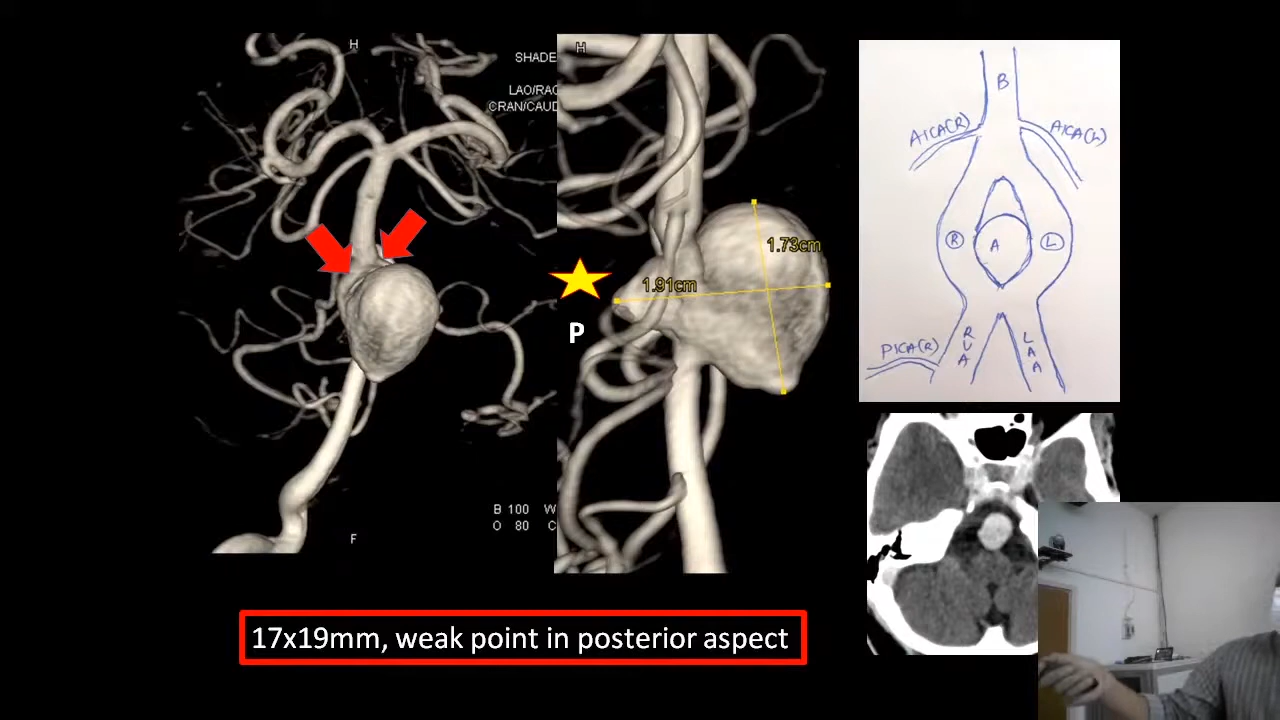 H
SHADE
LAO/RAO
CRAN/CAUD
B 100 W
O 80 C
F
H
1.73cm
1.91cm
P
B
AICA(R)
AICA(L)
R
A
L
PICA(R)
RVA
LAA
17x19mm, weak point in posterior aspect